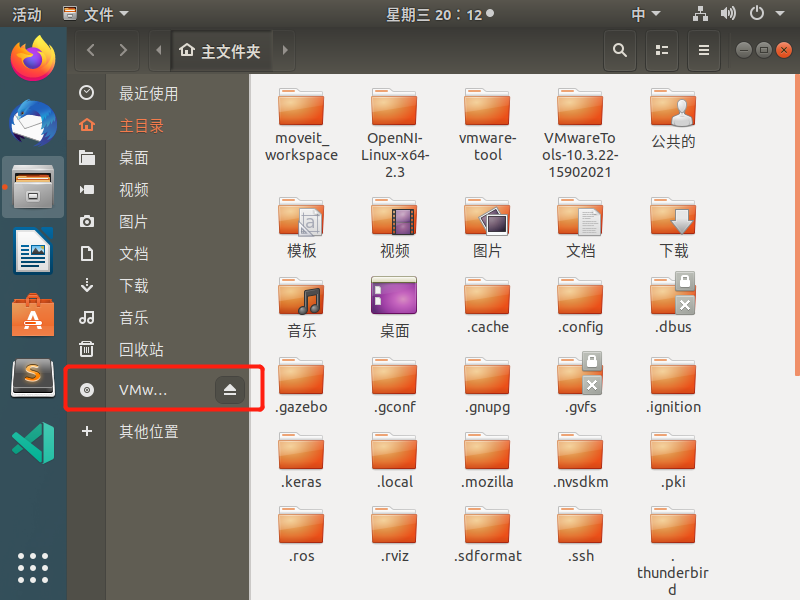 活动
文件
星期三 20：12
中
主文件夹
最近使用
主目录
桌面
视频
图片
文档
下载
音乐
回收站
VMw…
其他位置
moveit_
workspace
OpenNI-
Linux-x64-
2.3
vmware-
tool
VMwareTo
ols-10.3.22-
15902021
公共的
模板
视频
图片
文档
下载
音乐
桌面
.cache
.config
.dbus
.gazebo
.gconf
.gnupg
.gvfs
.ignition
.keras
.local
.mozilla
.nvsdkm
.pki
.ros
.rviz
.sdformat
.ssh
.
thunderbir
d